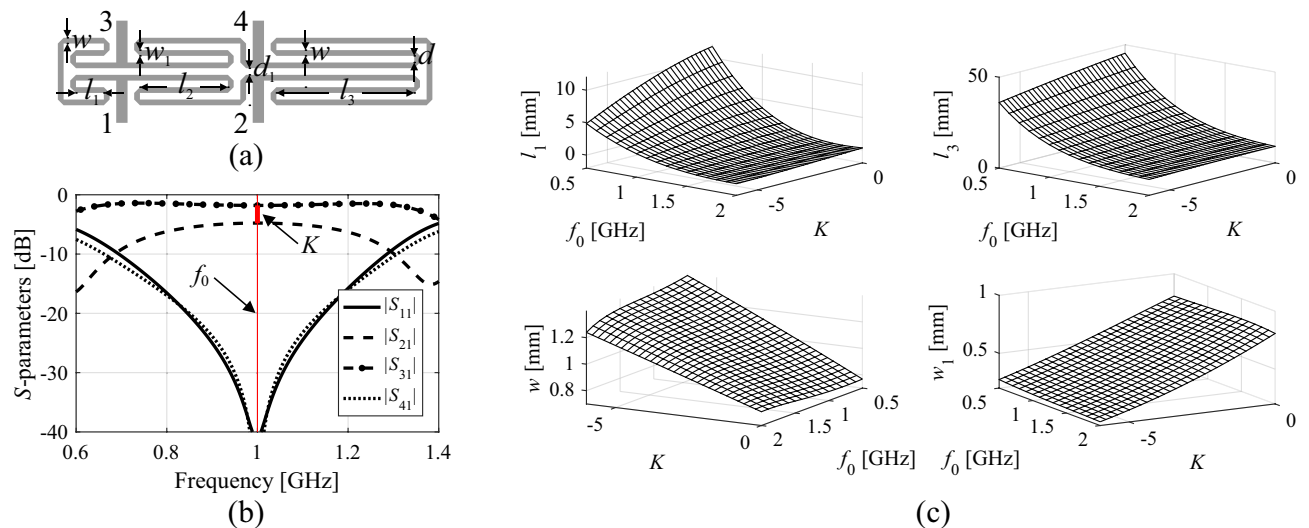 3 4
w w₁ w d
d₁
l₁ l₂ l₃
1 2
(a)
0
-10
-20
-30
-40
S-parameters [dB]
K
f₀
|S₁₁|
|S₂₁|
|S₃₁|
|S₄₁|
0.6 0.8 1 1.2 1.4
Frequency [GHz]
(b)
10
5
0
l₁ [mm]
0.5 1 1.5 2
f₀ [GHz]
-5 0
K
50
0
l₃ [mm]
0.5 1 1.5 2
f₀ [GHz]
-5 0
K
1.2
1
0.8
w [mm]
-5 0
K
2 1.5 1 0.5
f₀ [GHz]
1
0.5
w₁ [mm]
1 1.5 2
f₀ [GHz]
-5 0
K
(c)